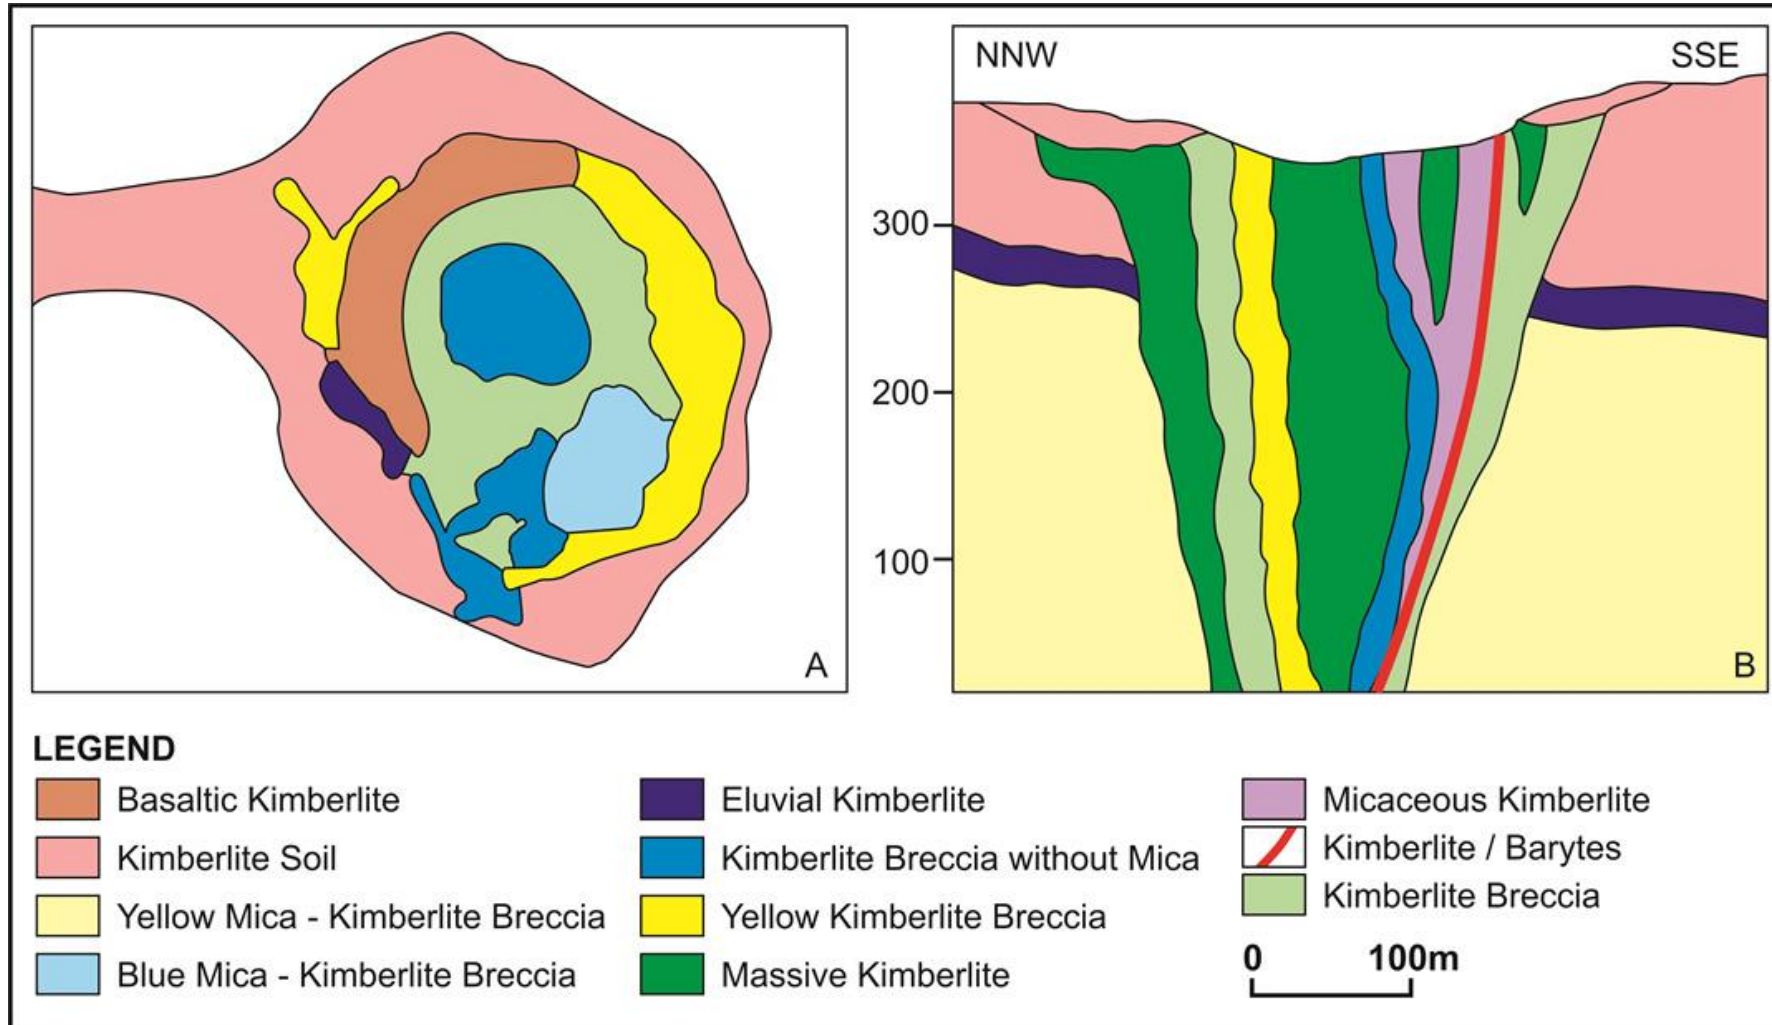 NNW
SSE
300
200
100
A
B
LEGEND
Basaltic Kimberlite
Kimberlite Soil
Yellow Mica - Kimberlite Breccia
Blue Mica - Kimberlite Breccia
Eluvial Kimberlite
Kimberlite Breccia without Mica
Yellow Kimberlite Breccia
Massive Kimberlite
Micaceous Kimberlite
Kimberlite / Barytes
Kimberlite Breccia
0 100m